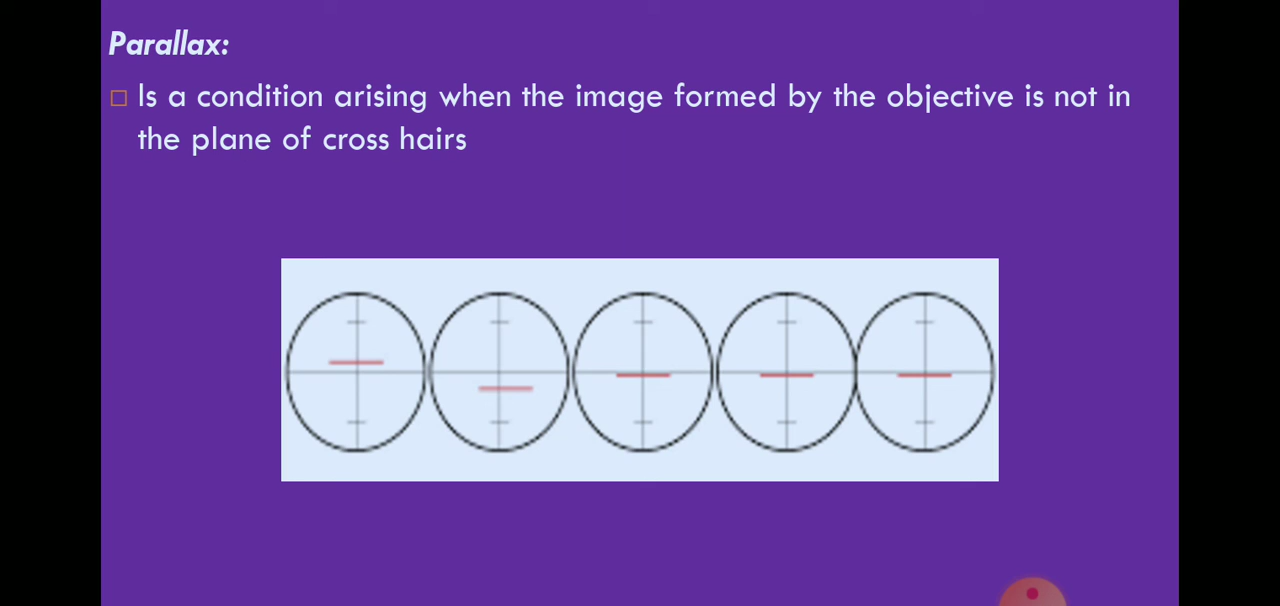 Parallax:
Is a condition arising when the image formed by the objective is not in
the plane of cross hairs